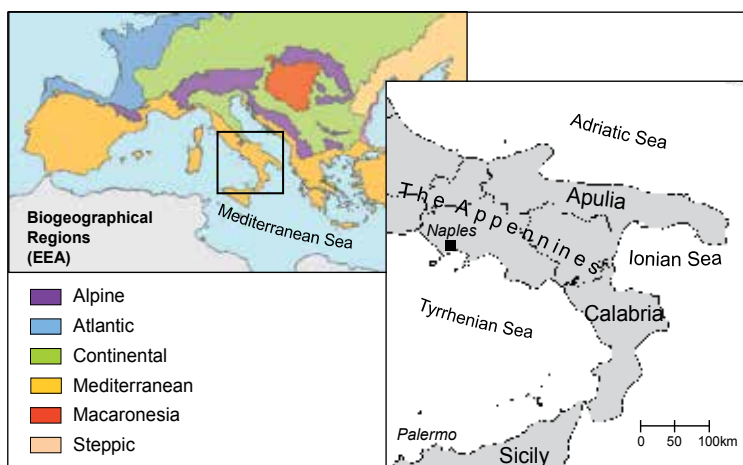 Biogeographical
Regions
(EEA)
Mediterranean Sea
Alpine
Atlantic
Continental
Mediterranean
Macaronesia
Steppic
Adriatic Sea
Apulia
The Appennines
Naples
Ionian Sea
Tyrrhenian Sea
Calabria
0 50 100km
Palermo
Sicily